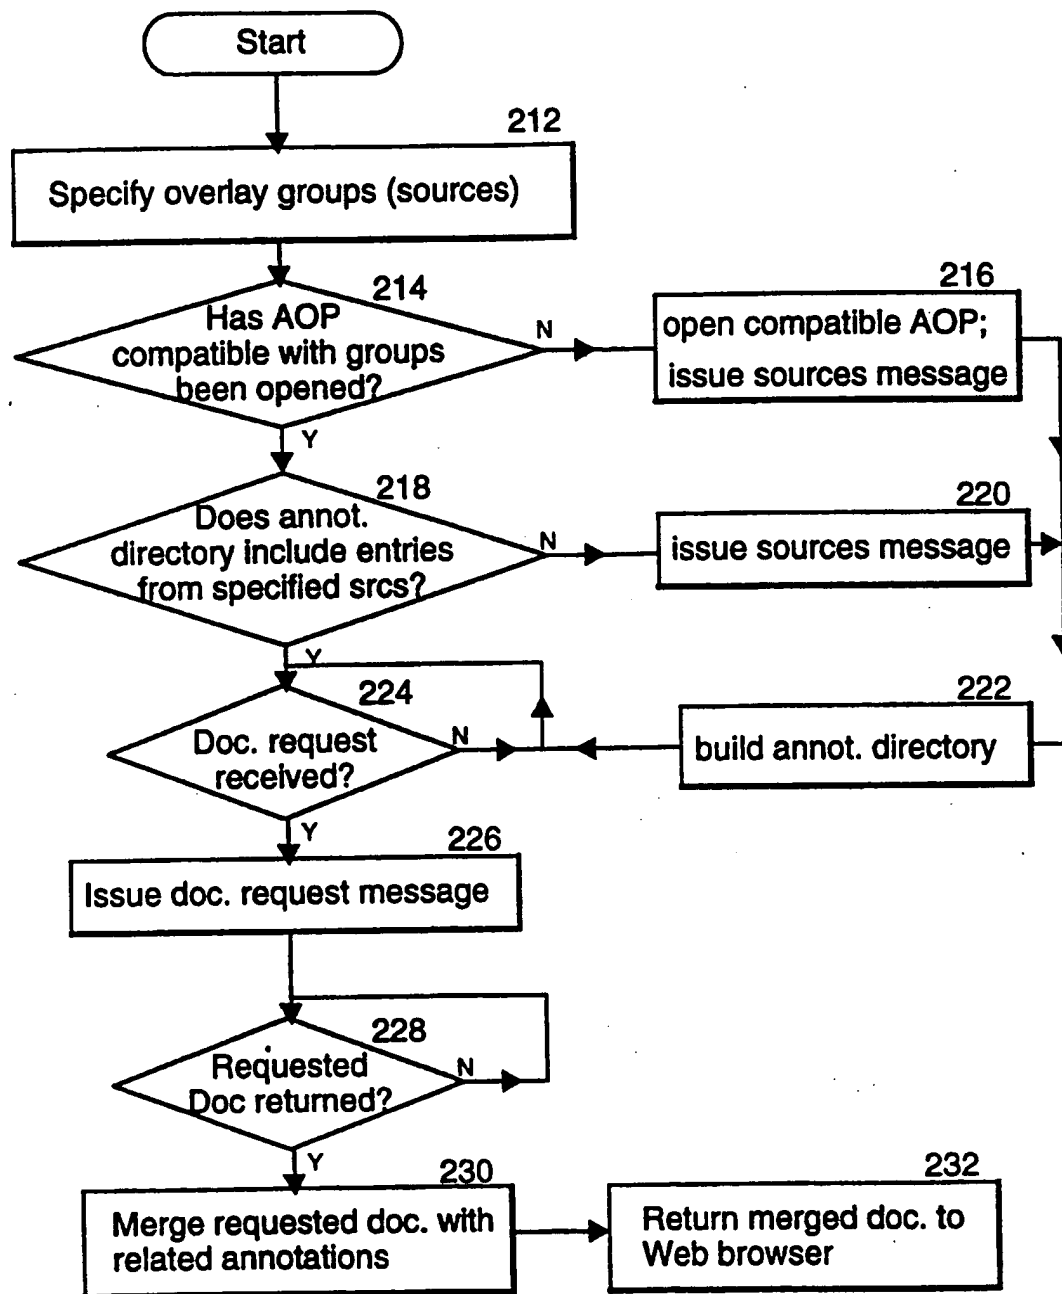 Start
212
Specify overlay groups (sources)
214
Has AOP
compatible with groups
been opened?
N
216
open compatible AOP;
issue sources message
Y
218
Does annot.
directory include entries
from specified srcs?
N
220
issue sources message
Y
224
Doc. request
received?
N
222
build annot. directory
Y
226
Issue doc. request message
228
Requested
Doc returned?
N
Y
230
Merge requested doc. with
related annotations
232
Return merged doc. to
Web browser